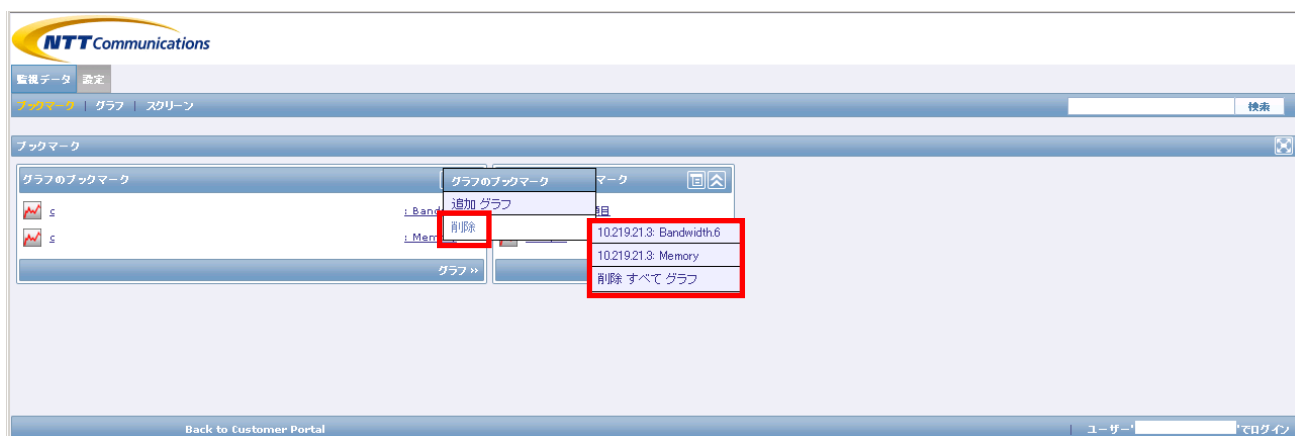 NTT Communications
監視データ 設定
ブックマーク | グラフ | スクリーン
検索
ブックマーク
グラフのブックマーク
グラフのブックマーク
マーク
c
: Band
追加 グラフ
項目
c
: Mem
削除
10.219.21.3: Bandwidth.6
10.219.21.3: Memory
削除 すべて グラフ
グラフ »
Back to Customer Portal
| ユーザー' 'でログイン